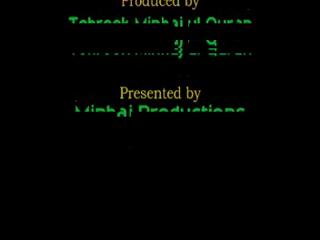 Produced by
Tehreek Minhaj ul Quran
Presented by
Minhaj Productions